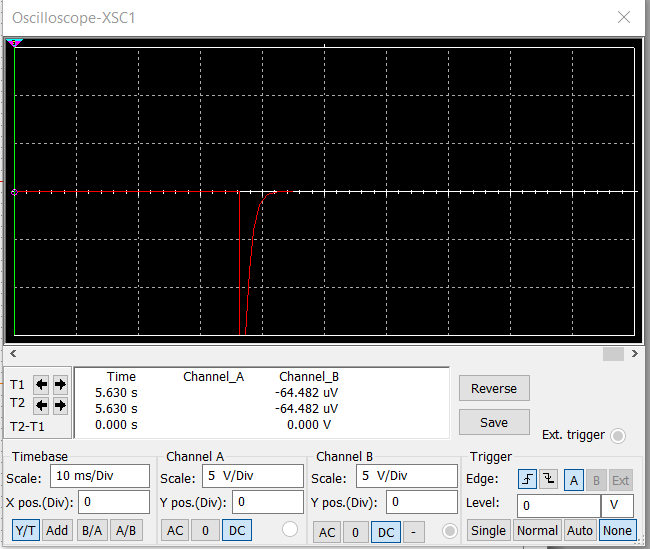 Oscilloscope-XSC1
Time Channel_A Channel_B
T1 5.630 s -64.482 uV
T2 5.630 s -64.482 uV
T2-T1 0.000 s 0.000 V
Reverse
Save
Ext. trigger
Timebase
Scale: 10 ms/Div
X pos.(Div): 0
Y/T Add B/A A/B
Channel A
Scale: 5 V/Div
Y pos.(Div): 0
AC 0 DC
Channel B
Scale: 5 V/Div
Y pos.(Div): 0
AC 0 DC -
Trigger
Edge: A B Ext
Level: 0 V
Single Normal Auto None